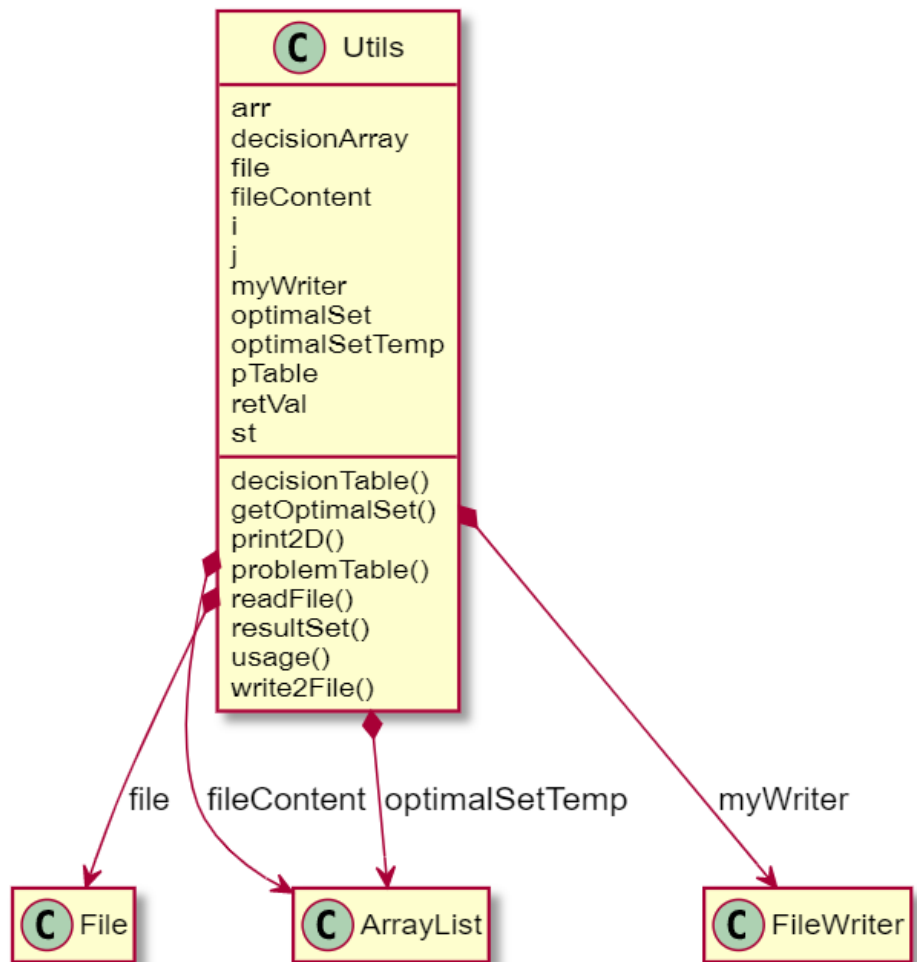 C Utils
arr
decisionArray
file
fileContent
i
j
myWriter
optimalSet
optimalSetTemp
pTable
retVal
st
decisionTable()
getOptimalSet()
print2D()
problemTable()
readFile()
resultSet()
usage()
write2File()
file fileContent optimalSetTemp myWriter
C File C ArrayList C FileWriter